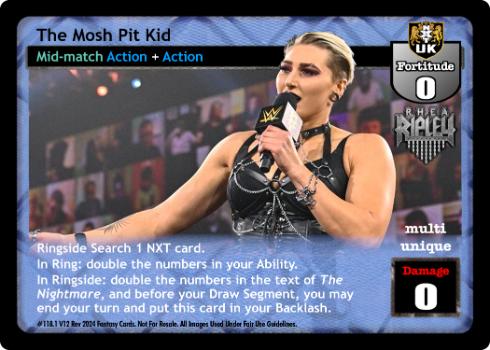 The Mosh Pit Kid
Mid-match Action + Action
NXT
UK
Fortitude
0
RHEA
RIPLEY
Ringside Search 1 NXT card.
In Ring: double the numbers in your Ability.
In Ringside: double the numbers in the text of The
Nightmare, and before your Draw Segment, you may
end your turn and put this card in your Backlash.
multi
unique
Damage
0
#118.1 V12 Rev 2024 Fantasy Cards. Not For Resale. All Images Used Under Fair Use Guidelines.